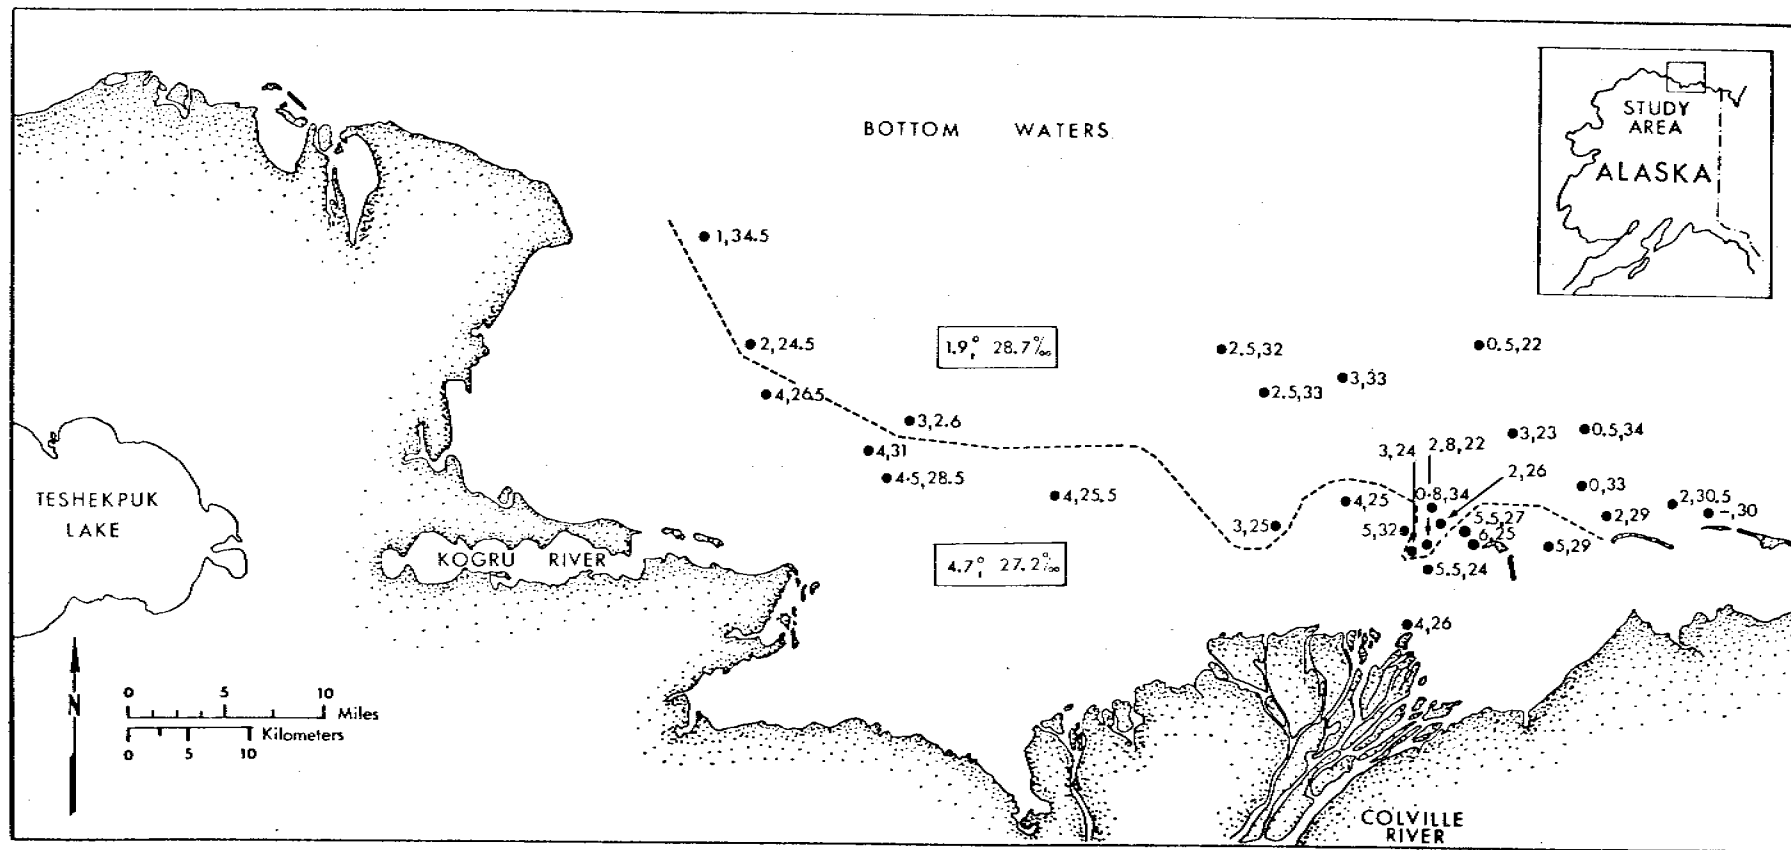 BOTTOM WATERS
STUDY
AREA
ALASKA
1,34.5
2,24.5
1.9,° 28.7‰
2.5,32
0.5,22
4,26.5
2.5,33
3,33
3,2.6
4,31
3,24
2.8,22
3,23
0.5,34
4.5,28.5
4,25.5
2,26
TESHEKPUK
LAKE
4,25
0.8,34
0,33
2,30.5
3,25
5,32
5.5,27
2,29
-,30
6,25
5,29
KOGRU RIVER
4.7,° 27.2‰
5.5,24
4,26
N
0 5 10
Miles
Kilometers
0 5 10
COLVILLE
RIVER